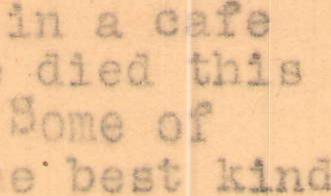 in a cafe
died this
Some of
e best kind